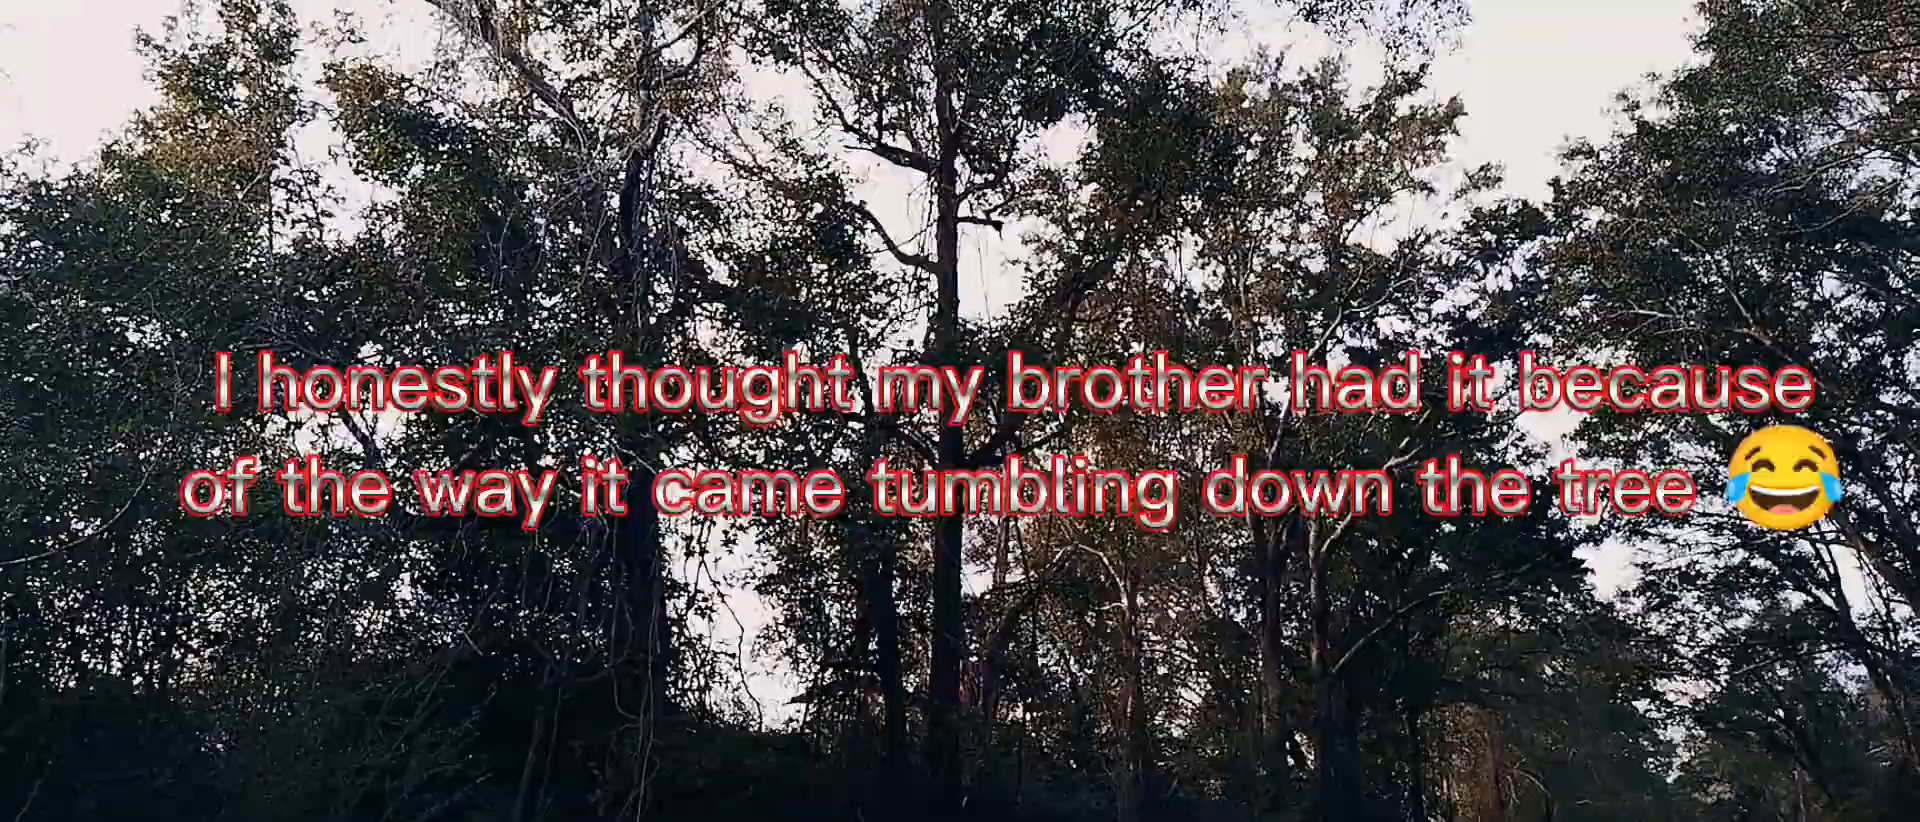 I honestly thought my brother had it because
of the way it came tumbling down the tree 😂